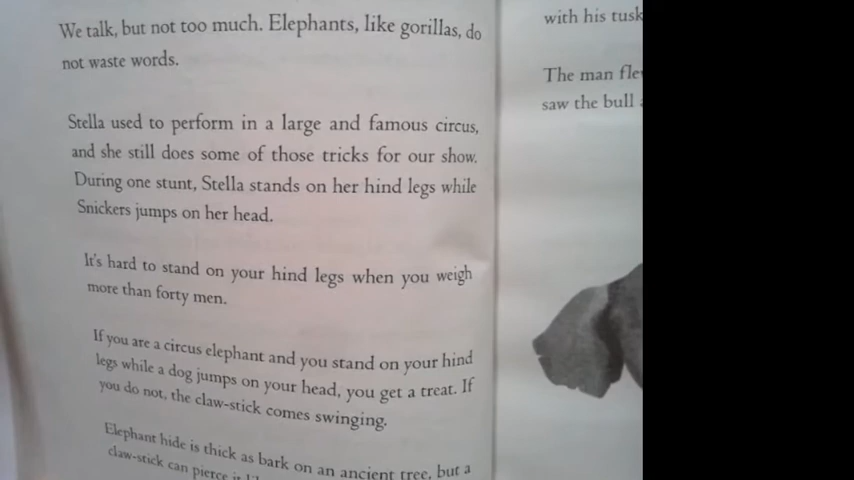 We talk, but not too much. Elephants, like gorillas, do
not waste words.
Stella used to perform in a large and famous circus,
and she still does some of those tricks for our show.
During one stunt, Stella stands on her hind legs while
Snickers jumps on her head.
It's hard to stand on your hind legs when you weigh
more than forty men.
If you are a circus elephant and you stand on your hind
legs while a dog jumps on your head, you get a treat. If
you do not, the claw-stick comes swinging.
Elephant hide is thick as bark on an ancient tree, but a
claw-stick can pierce it
with his tusk
The man
saw the bull